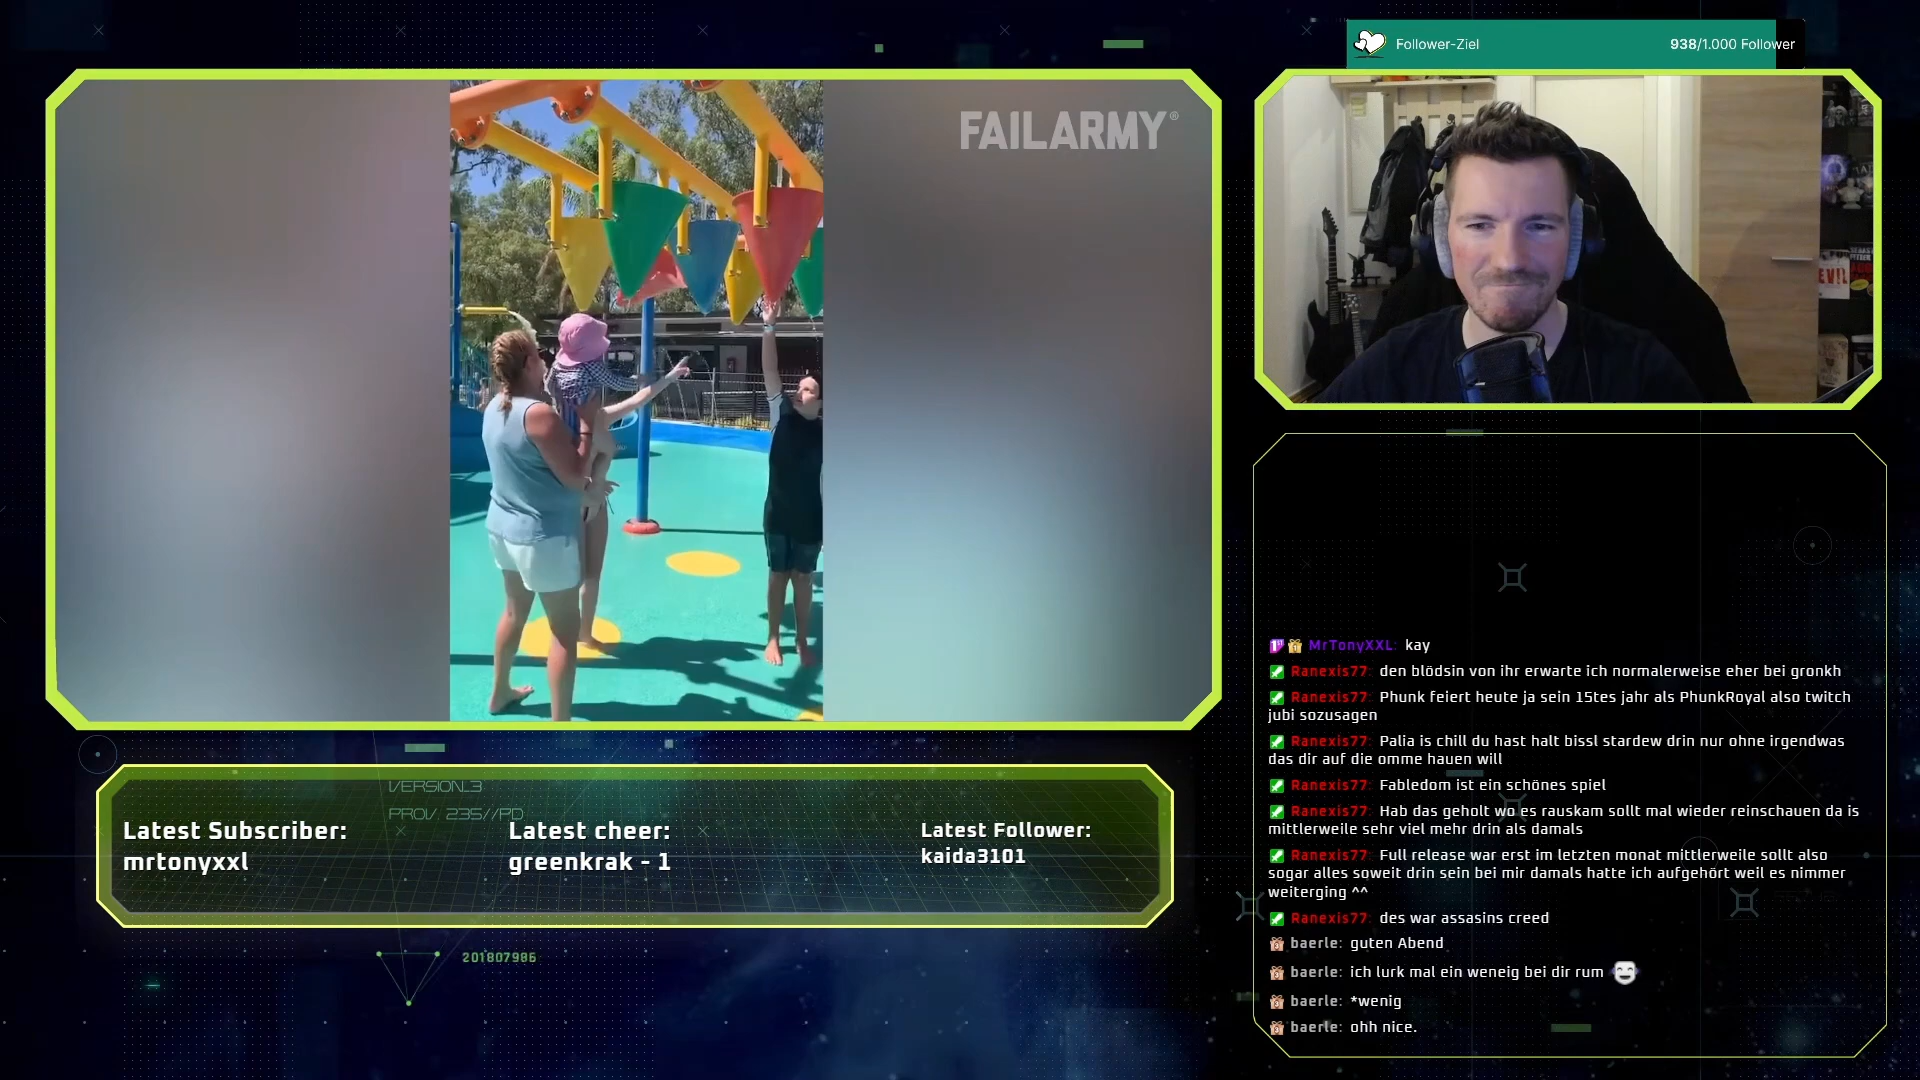 Follower-Ziel 938/1.000 Follower
FAILARMY®
MrTonyXXL: kay
Ranexis77: den blödsin von ihr erwarte ich normalerweise eher bei gronkh
Ranexis77: Phunk feiert heute ja sein 15tes jahr als PhunkRoyal also twitch
jubi sozusagen
Ranexis77: Palia is chill du hast halt bissl stardew drin nur ohne irgendwas
das dir auf die omme hauen will
Ranexis77: Fabledom ist ein schönes spiel
Ranexis77: Hab das geholt wo es rauskam sollt mal wieder reinschauen da is
mittlerweile sehr viel mehr drin als damals
Ranexis77: Full release war erst im letzten monat mittlerweile sollt also
sogar alles soweit drin sein bei mir damals hatte ich aufgehört weil es nimmer
weiterging ^^
Ranexis77: des war assasins creed
baerle: guten Abend
baerle: ich lurk mal ein weneig bei dir rum
baerle: *wenig
baerle: ohh nice.
VERSION_3
PROV. 235//PD
Latest Subscriber:
mrtonyxxl
Latest cheer:
greenkrak - 1
Latest Follower:
kaida3101
201807986